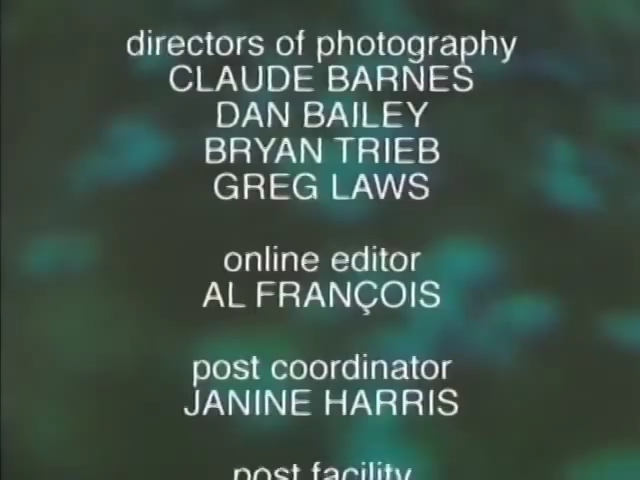 directors of photography
CLAUDE BARNES
DAN BAILEY
BRYAN TRIEB
GREG LAWS
online editor
AL FRANÇOIS
post coordinator
JANINE HARRIS
post facility